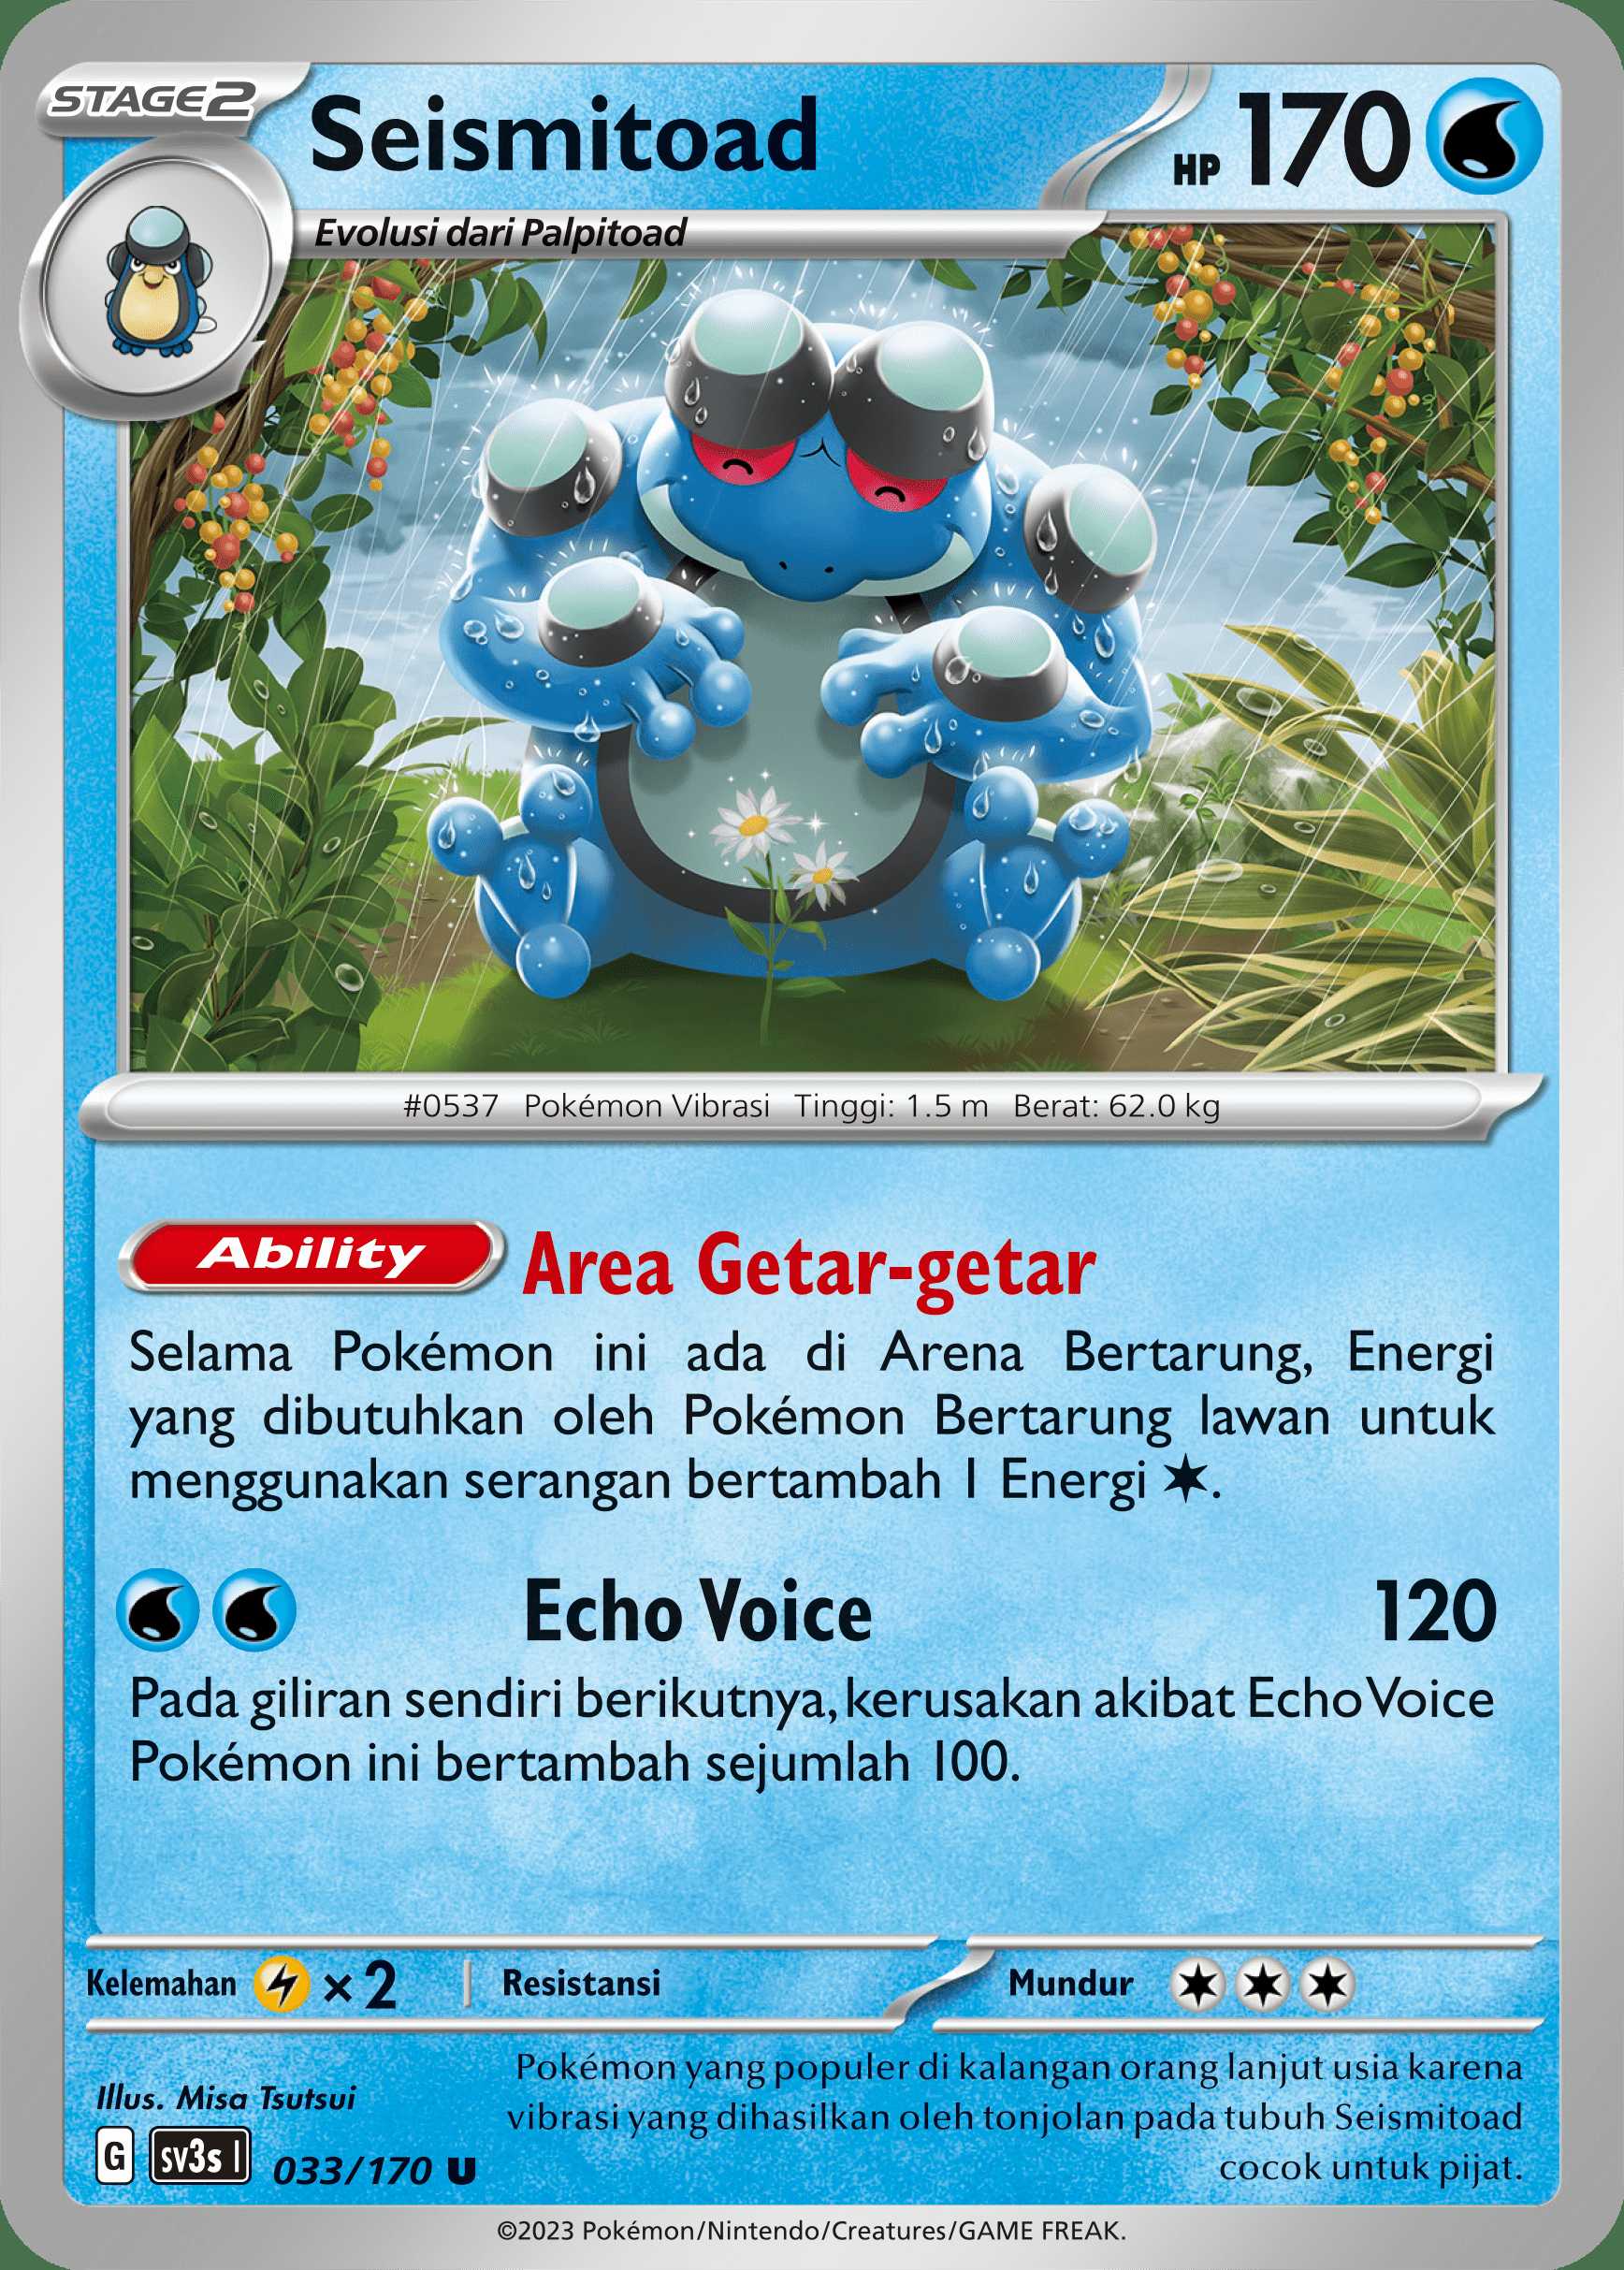 STAGE2
Seismitoad
HP 170
Evolusi dari Palpitoad
#0537 Pokémon Vibrasi Tinggi: 1.5 m Berat: 62.0 kg
Ability Area Getar-getar
Selama Pokémon ini ada di Arena Bertarung, Energi
yang dibutuhkan oleh Pokémon Bertarung lawan untuk
menggunakan serangan bertambah 1 Energi ✶.
Echo Voice 120
Pada giliran sendiri berikutnya, kerusakan akibat Echo Voice
Pokémon ini bertambah sejumlah 100.
Kelemahan ×2 | Resistansi
Mundur
Illus. Misa Tsutsui
G sv3s I 033/170 U
Pokémon yang populer di kalangan orang lanjut usia karena
vibrasi yang dihasilkan oleh tonjolan pada tubuh Seismitoad
cocok untuk pijat.
©2023 Pokémon/Nintendo/Creatures/GAME FREAK.